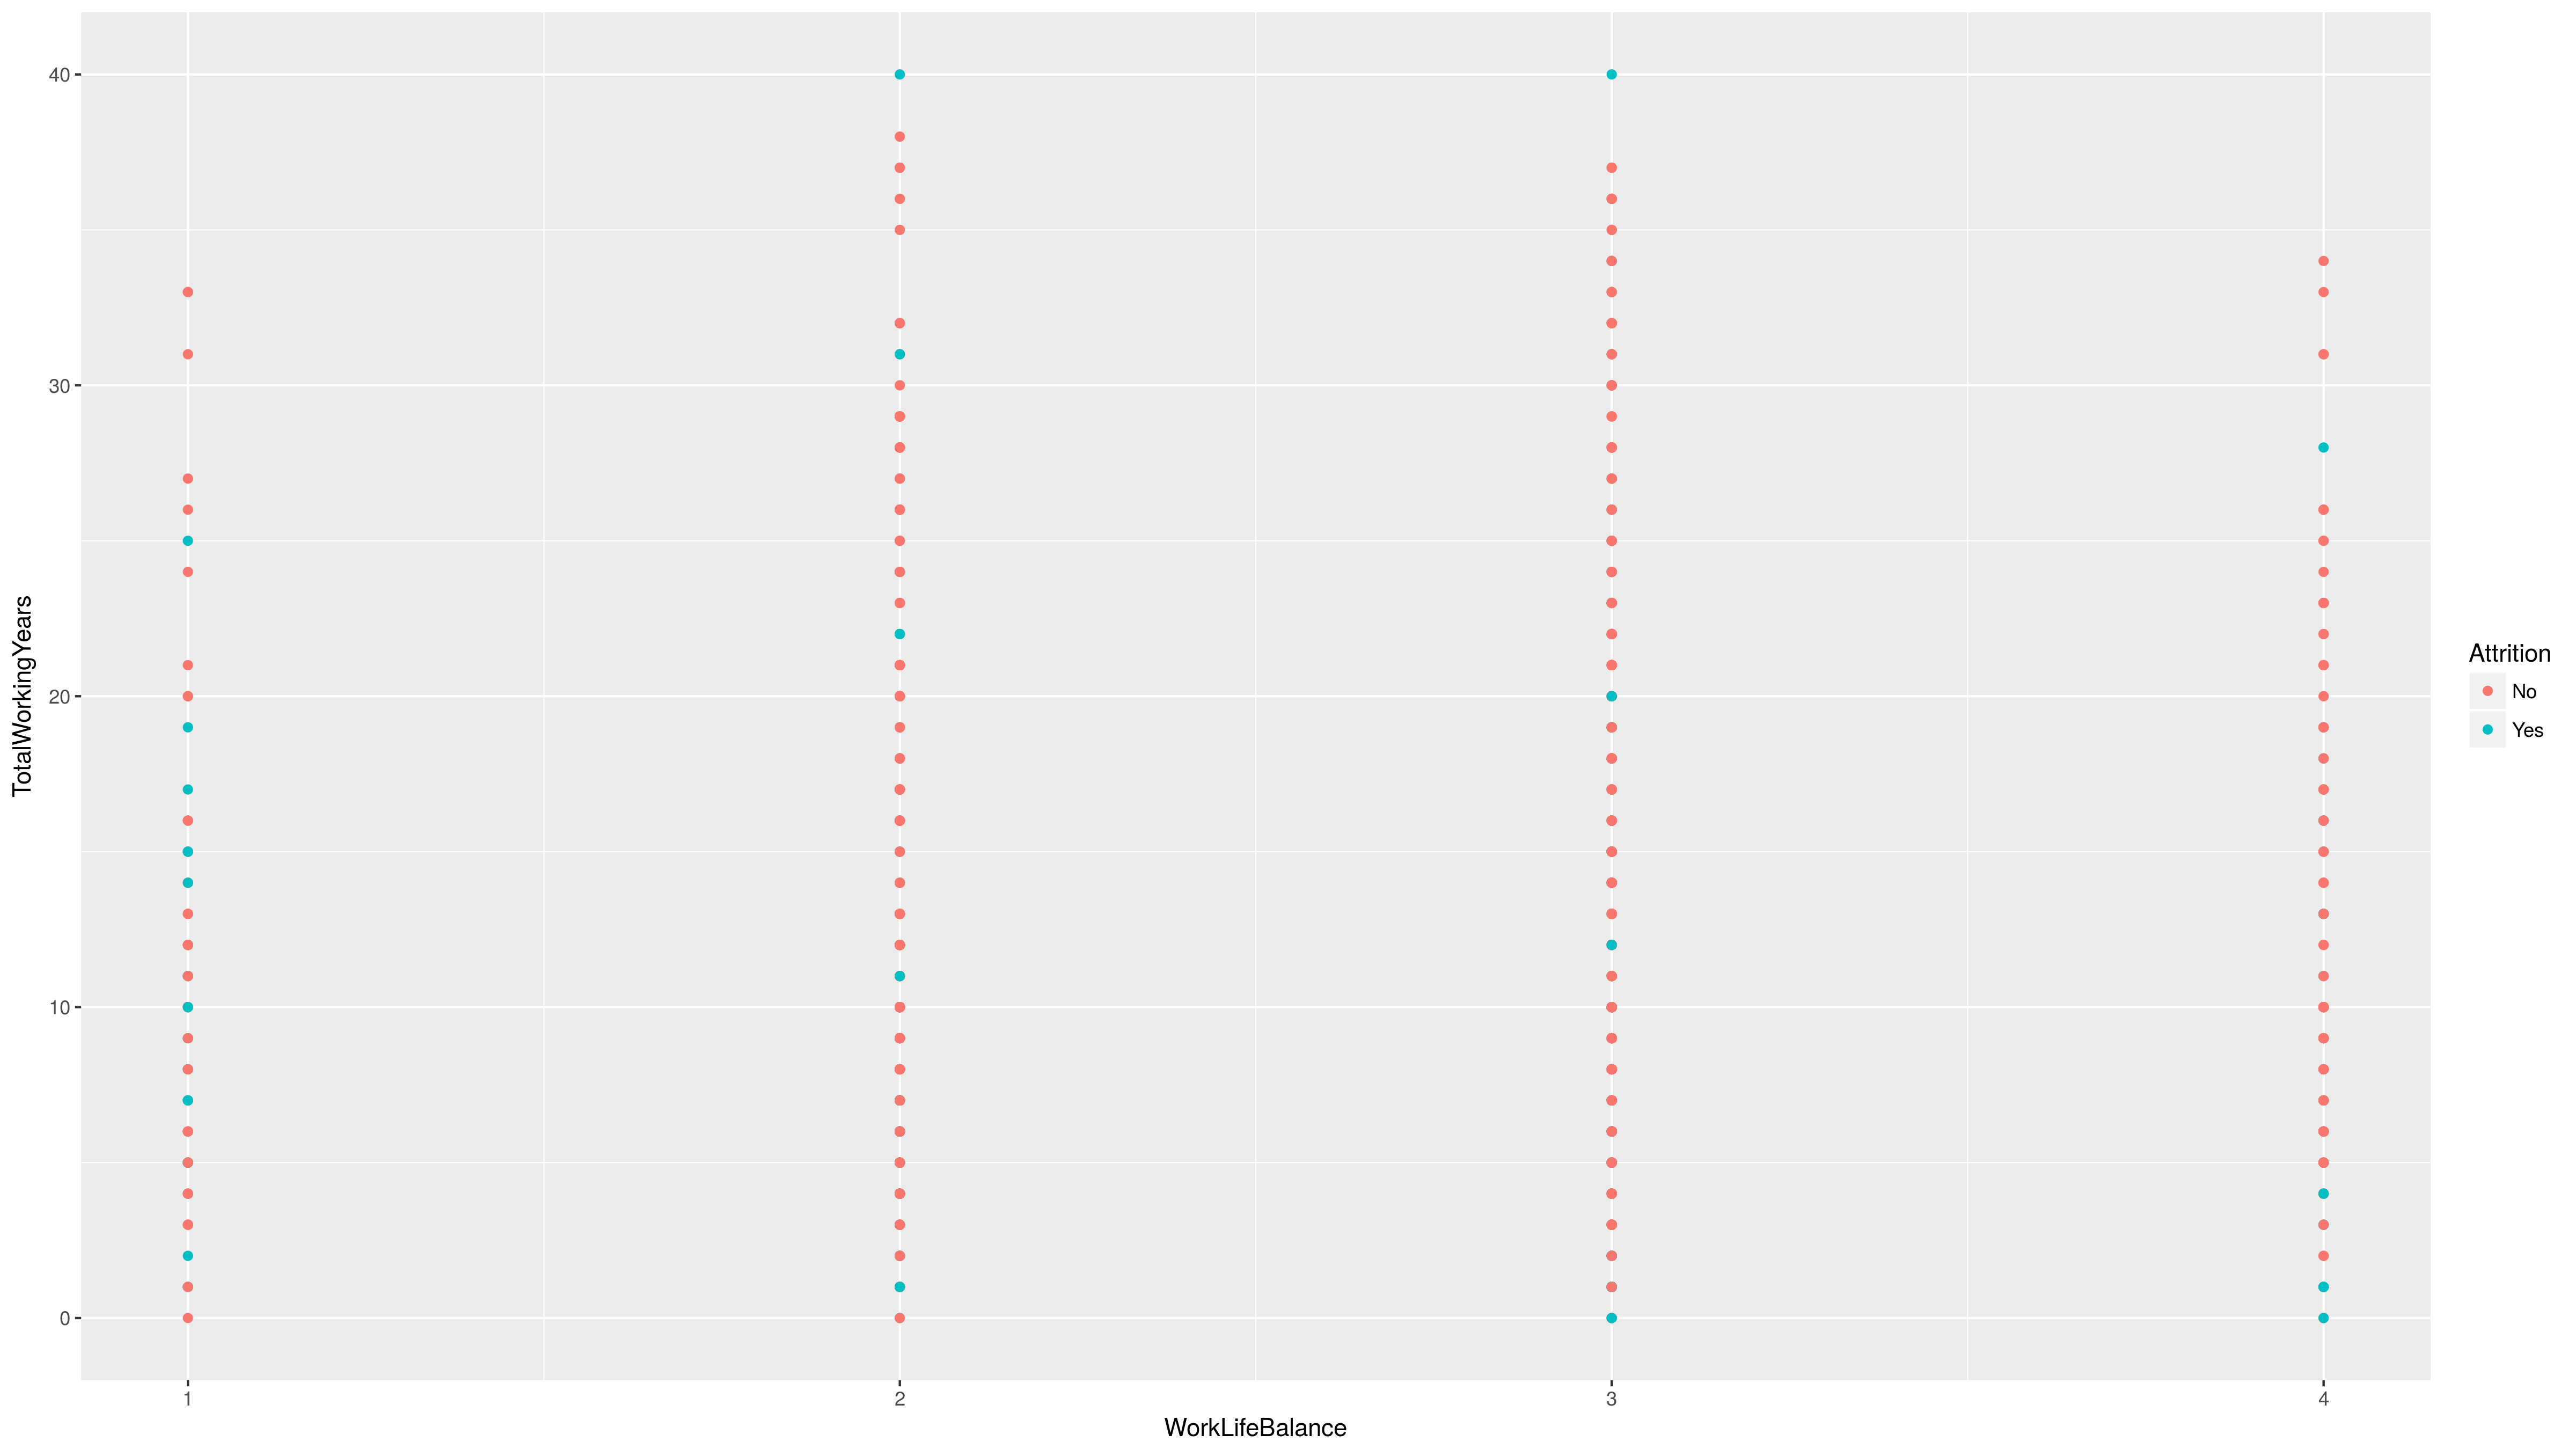 40
30
20
10
0
TotalWorkingYears
1
2
3
4
WorkLifeBalance
Attrition
No
Yes